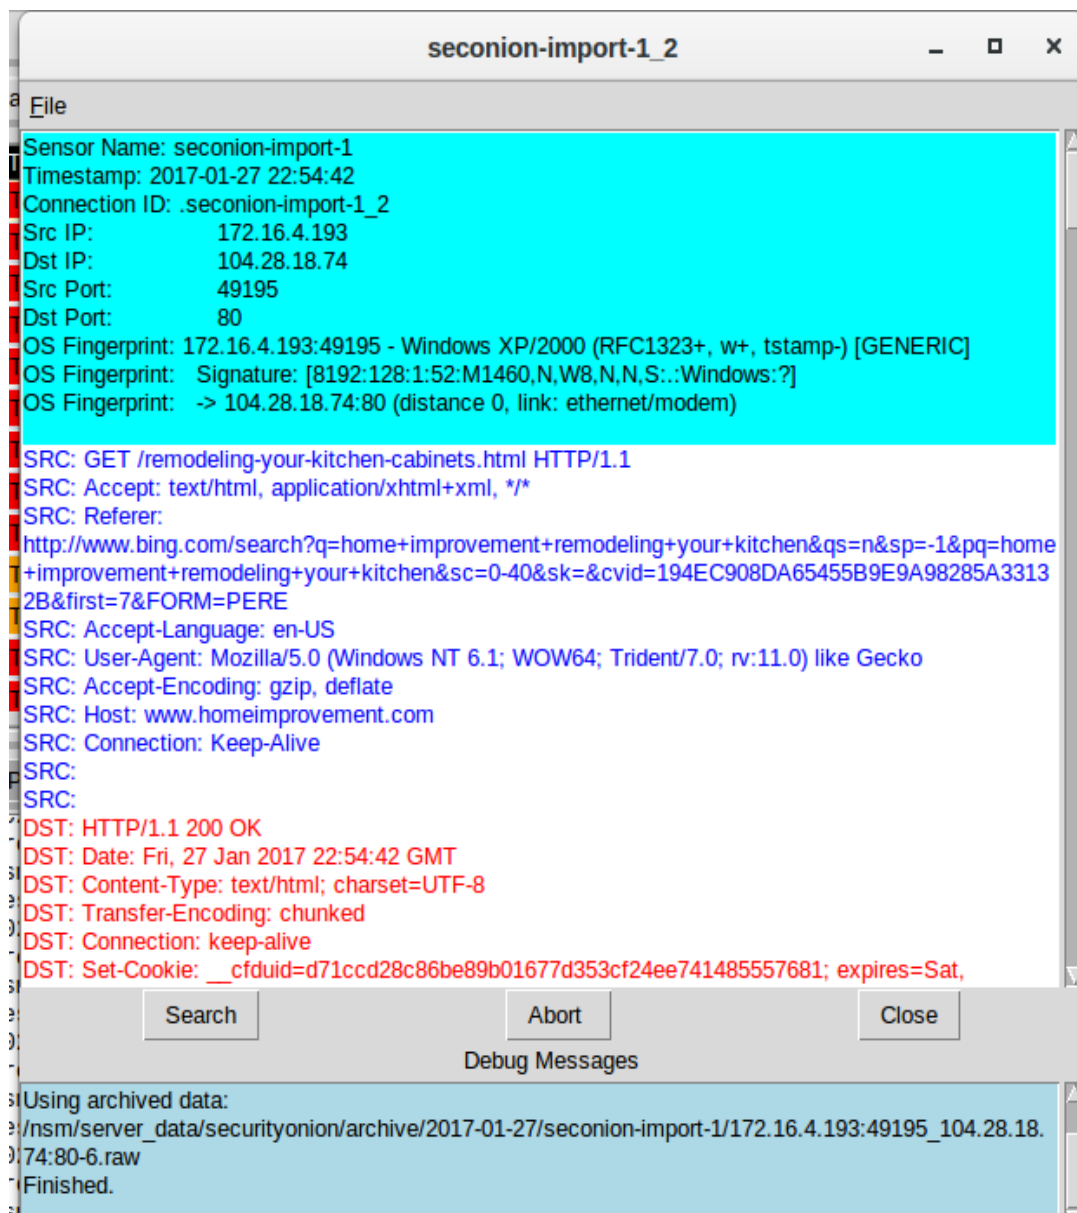 seconion-import-1_2
File
Sensor Name: seconion-import-1
Timestamp: 2017-01-27 22:54:42
Connection ID: .seconion-import-1_2
Src IP: 172.16.4.193
Dst IP: 104.28.18.74
Src Port: 49195
Dst Port: 80
OS Fingerprint: 172.16.4.193:49195 - Windows XP/2000 (RFC1323+, w+, tstamp-) [GENERIC]
OS Fingerprint: Signature: [8192:128:1:52:M1460,N,W8,N,N,S:.:Windows:?]
OS Fingerprint: -> 104.28.18.74:80 (distance 0, link: ethernet/modem)
SRC: GET /remodeling-your-kitchen-cabinets.html HTTP/1.1
SRC: Accept: text/html, application/xhtml+xml, */*
SRC: Referer:
http://www.bing.com/search?q=home+improvement+remodeling+your+kitchen&qs=n&sp=-1&pq=home
+improvement+remodeling+your+kitchen&sc=0-40&sk=&cvid=194EC908DA65455B9E9A98285A3313
2B&first=7&FORM=PERE
SRC: Accept-Language: en-US
SRC: User-Agent: Mozilla/5.0 (Windows NT 6.1; WOW64; Trident/7.0; rv:11.0) like Gecko
SRC: Accept-Encoding: gzip, deflate
SRC: Host: www.homeimprovement.com
SRC: Connection: Keep-Alive
SRC:
SRC:
DST: HTTP/1.1 200 OK
DST: Date: Fri, 27 Jan 2017 22:54:42 GMT
DST: Content-Type: text/html; charset=UTF-8
DST: Transfer-Encoding: chunked
DST: Connection: keep-alive
DST: Set-Cookie: __cfduid=d71ccd28c86be89b01677d353cf24ee741485557681; expires=Sat,
Search Abort Close
Debug Messages
Using archived data:
/nsm/server_data/securityonion/archive/2017-01-27/seconion-import-1/172.16.4.193:49195_104.28.18.
74:80-6.raw
Finished.